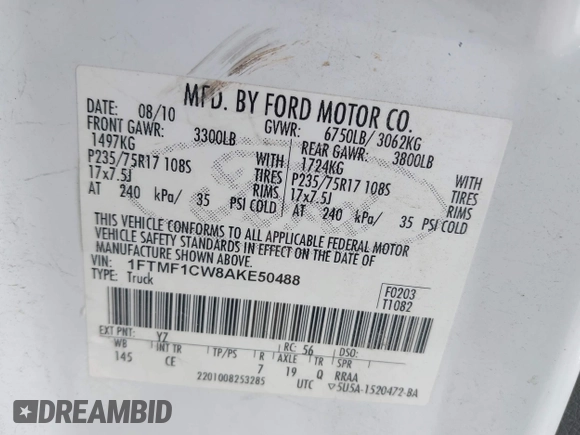 MFD. BY FORD MOTOR CO.
DATE: 08/10 GVWR: 6750LB/ 3062KG
FRONT GAWR: 3300LB REAR GAWR: 3800LB
1497KG WITH 1724KG WITH
P235/75R17 108S TIRES P235/75R17 108S TIRES
17x7.5J RIMS 17x7.5J RIMS
AT 240 kPa/ 35 PSI COLD AT 240 kPa/ 35 PSI COLD
THIS VEHICLE CONFORMS TO ALL APPLICABLE FEDERAL MOTOR
VEHICLE SAFETY STANDARDS IN EFFECT ON THE DATE OF
MANUFACTURE SHOWN ABOVE.
VIN: 1FTMF1CW8AKE50488 F0203
TYPE: Truck T1082
EXT PNT: YZ RC: 56 DSO:
WB INT TR TP/PS R AXLE TR SPR
145 CE 7 19 Q RRAA
2201008253285 UTC 5U5A-1520472-BA
Ford
DREAMBID